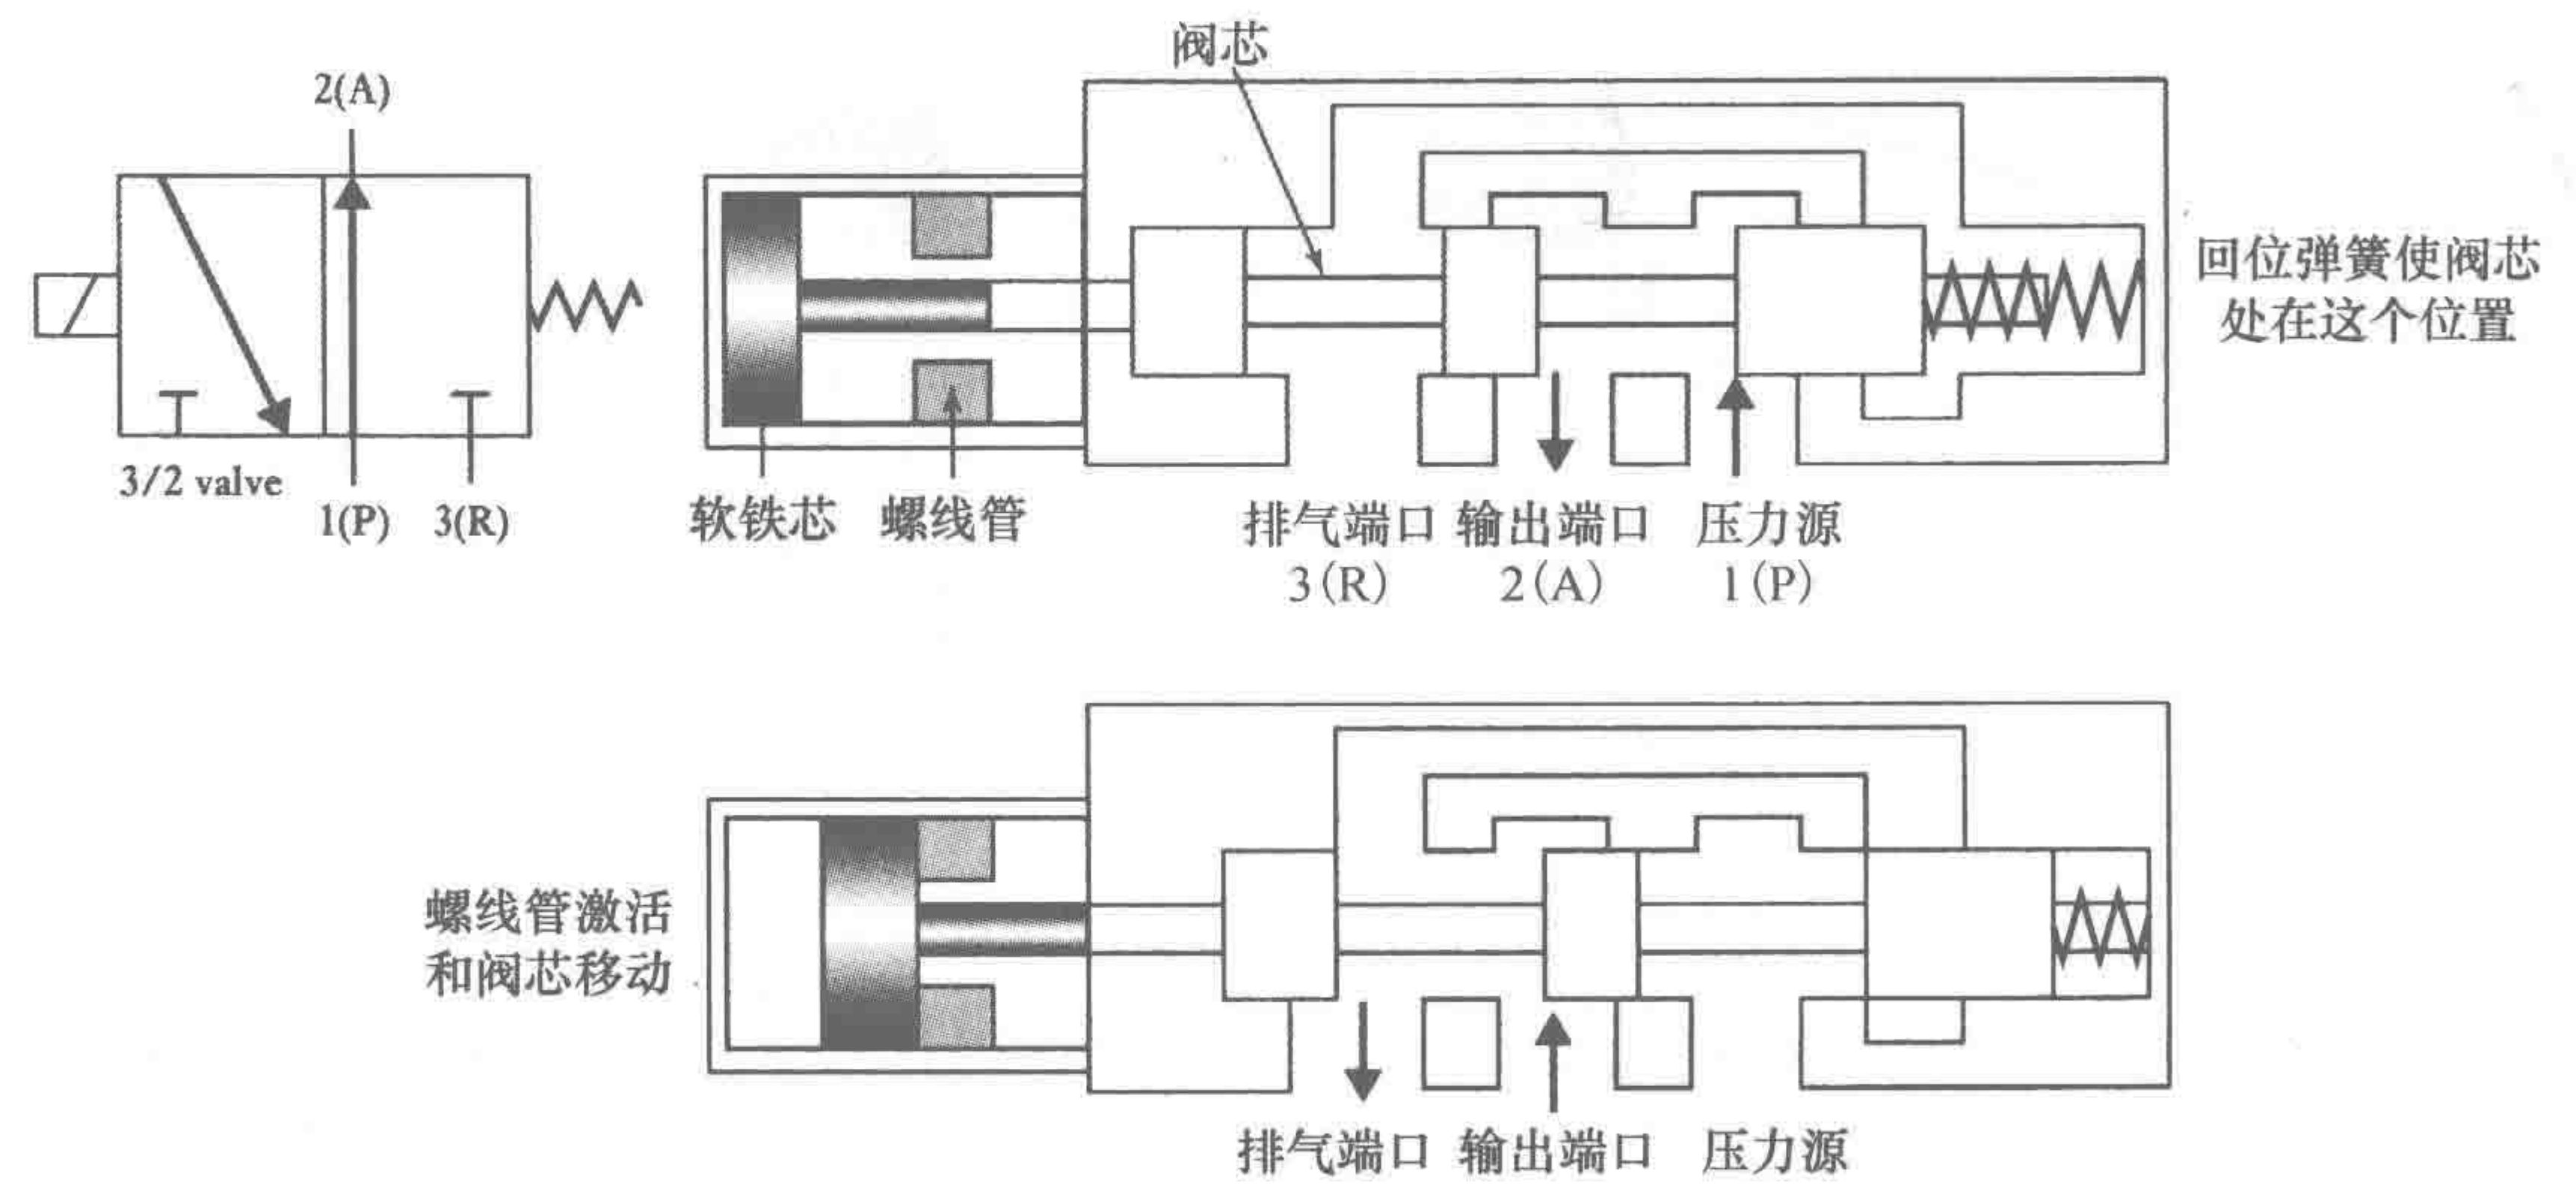 阀芯
2(A)
3/2 valve
1(P)
3(R)
回位弹簧使阀芯
处在这个位置
软铁芯
螺线管
排气端口
3(R)
输出端口
2(A)
压力源
1(P)
螺线管激活
和阀芯移动
排气端口
输出端口
压力源